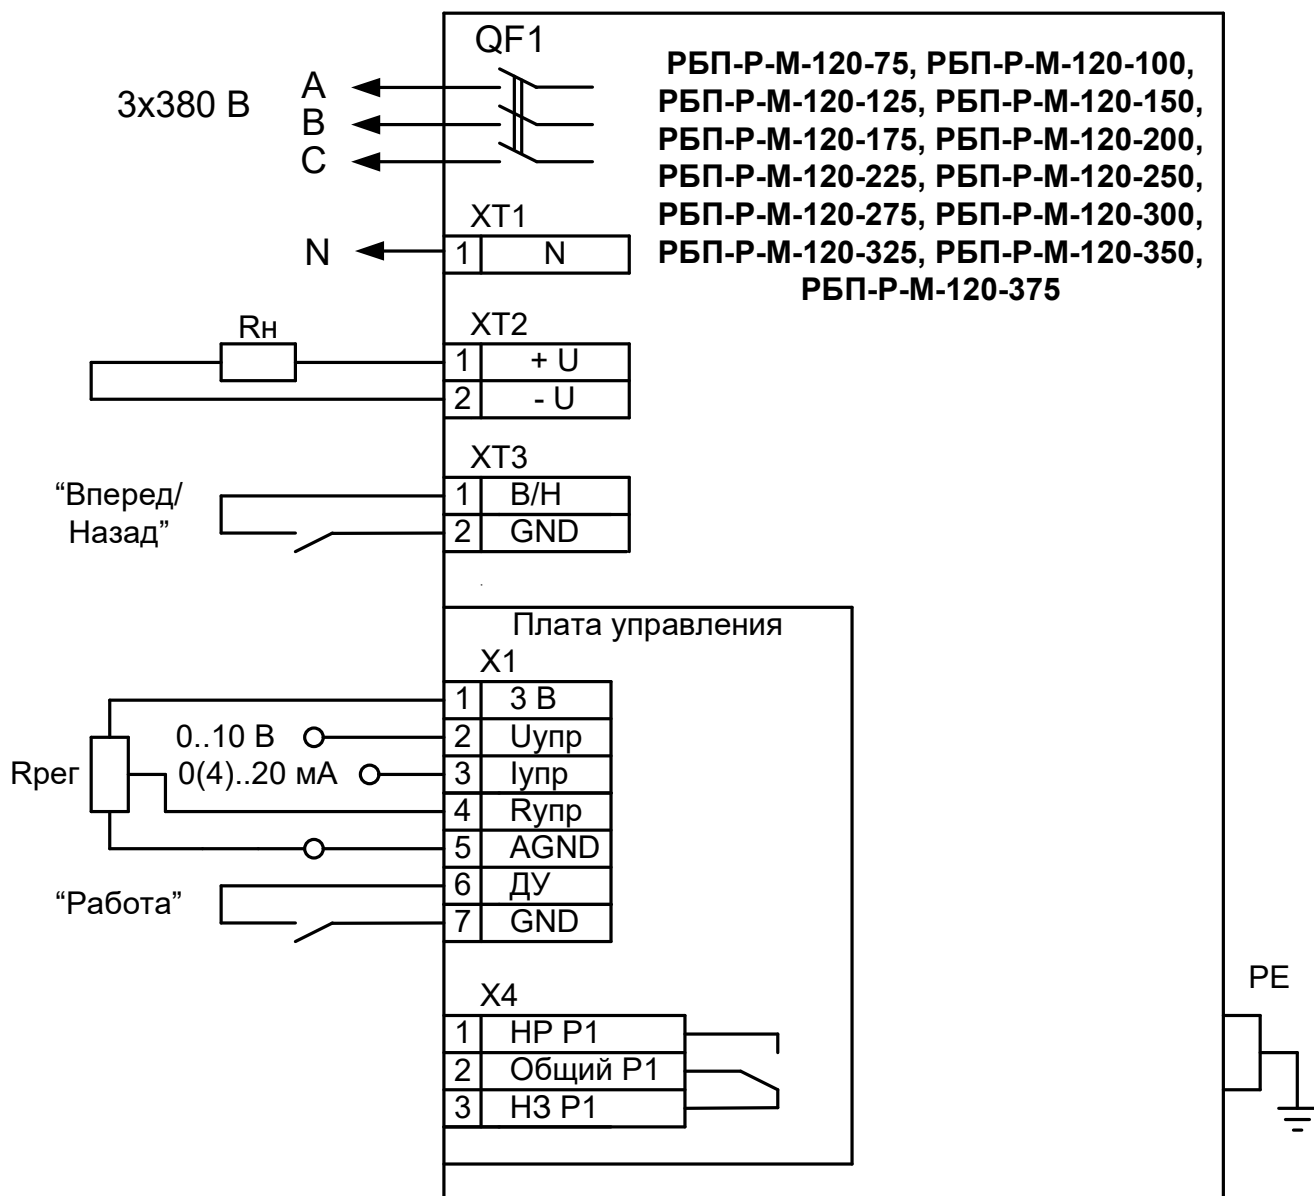 QF1
РБП-Р-М-120-75, РБП-Р-М-120-100,
РБП-Р-М-120-125, РБП-Р-М-120-150,
РБП-Р-М-120-175, РБП-Р-М-120-200,
РБП-Р-М-120-225, РБП-Р-М-120-250,
РБП-Р-М-120-275, РБП-Р-М-120-300,
РБП-Р-М-120-325, РБП-Р-М-120-350,
РБП-Р-М-120-375
3x380 В
A
B
C
XT1
N
1 N
Rн
XT2
1 + U
2 - U
XT3
“Вперед/
Назад”
1 В/Н
2 GND
Плата управления
X1
1 3 В
0..10 В 2 Uупр
Rрег 0(4)..20 мА 3 Iупр
4 Rупр
5 AGND
“Работа” 6 ДУ
7 GND
X4
1 НР Р1
2 Общий Р1
3 НЗ Р1
PE